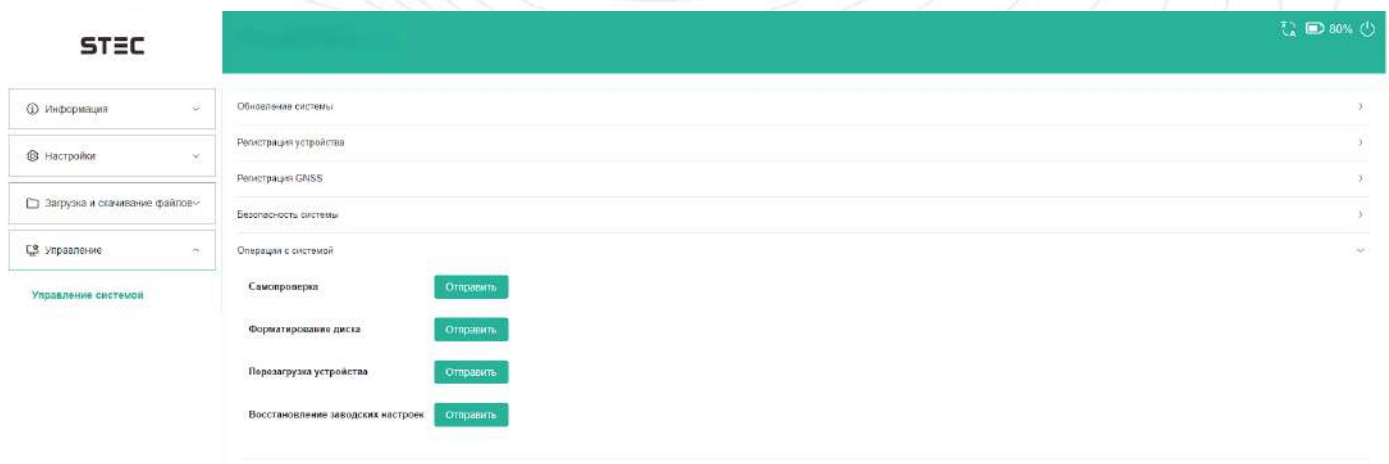 STEC
80%
Информация
Настройки
Загрузка и скачивание файлов
Управление
Управление системой
Обновление системы
Регистрация устройства
Регистрация GNSS
Безопасность системы
Операции с системой
Самопроверка Отправить
Форматирование диска Отправить
Перезагрузка устройства Отправить
Восстановление заводских настроек Отправить